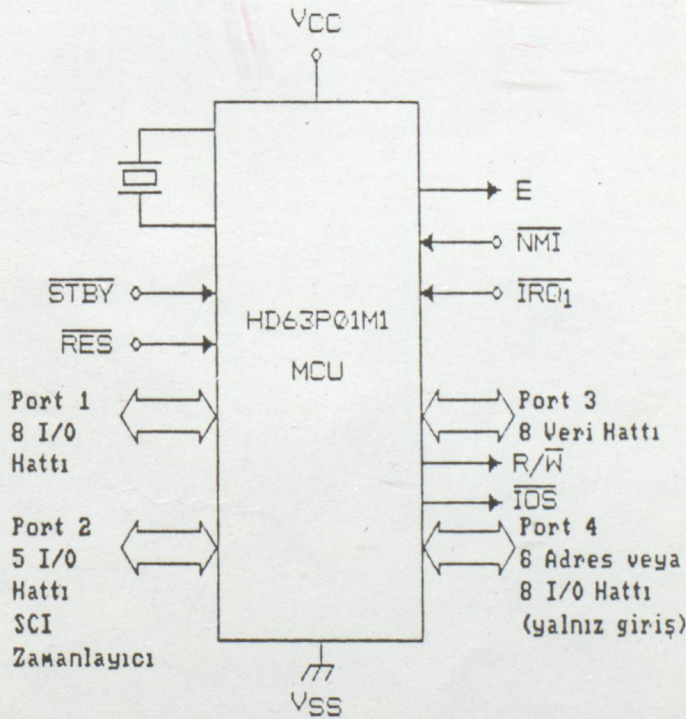 VCC
E
NMI
STBY
IRQ1
HD63P01M1
RES
MCU
Port 1
8 I/O
Hattı
Port 3
8 Veri Hattı
R/W
IOS
Port 2
5 I/O
Hattı
SCI
Zamanlayıcı
Port 4
8 Adres veya
8 I/O Hattı
(yalnız giriş)
VSS